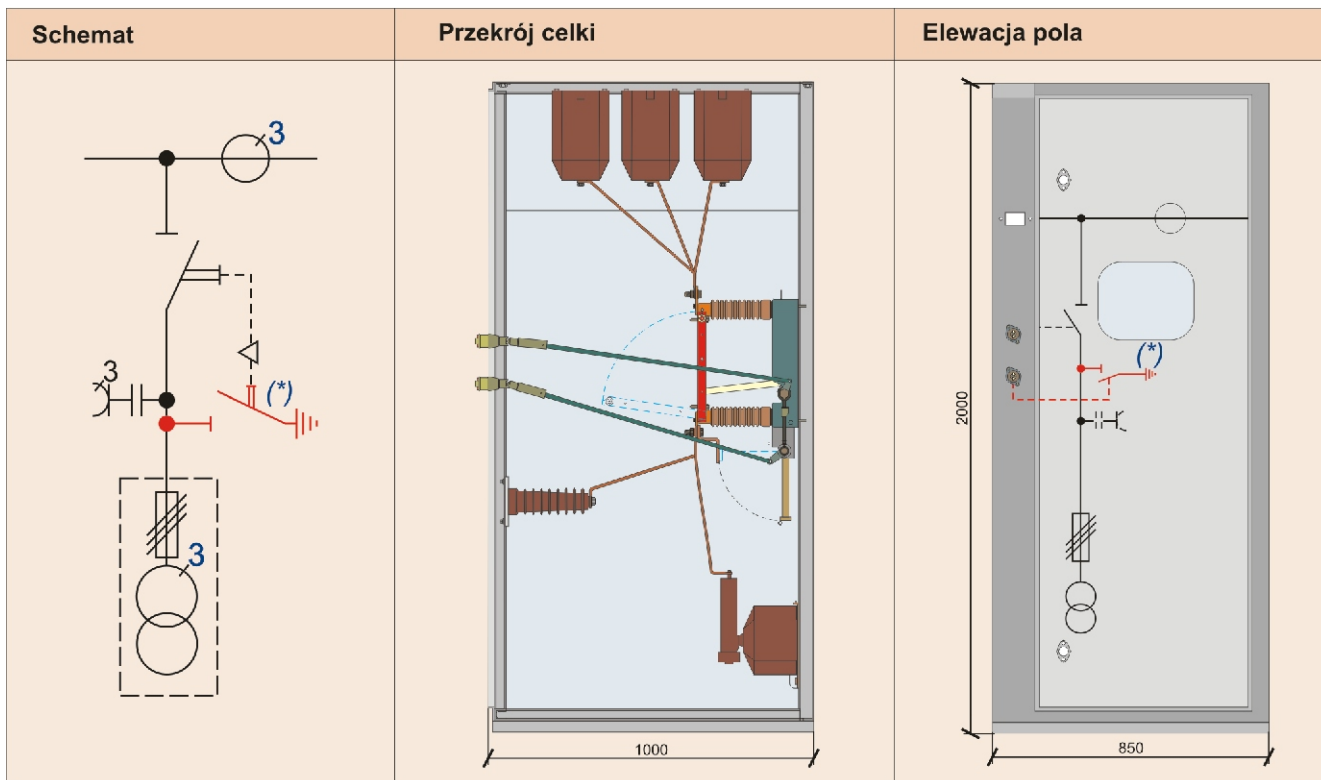 Schemat
Przekrój celki
Elewacja pola
3
3
(*)
3
1000
2000
(*)
850